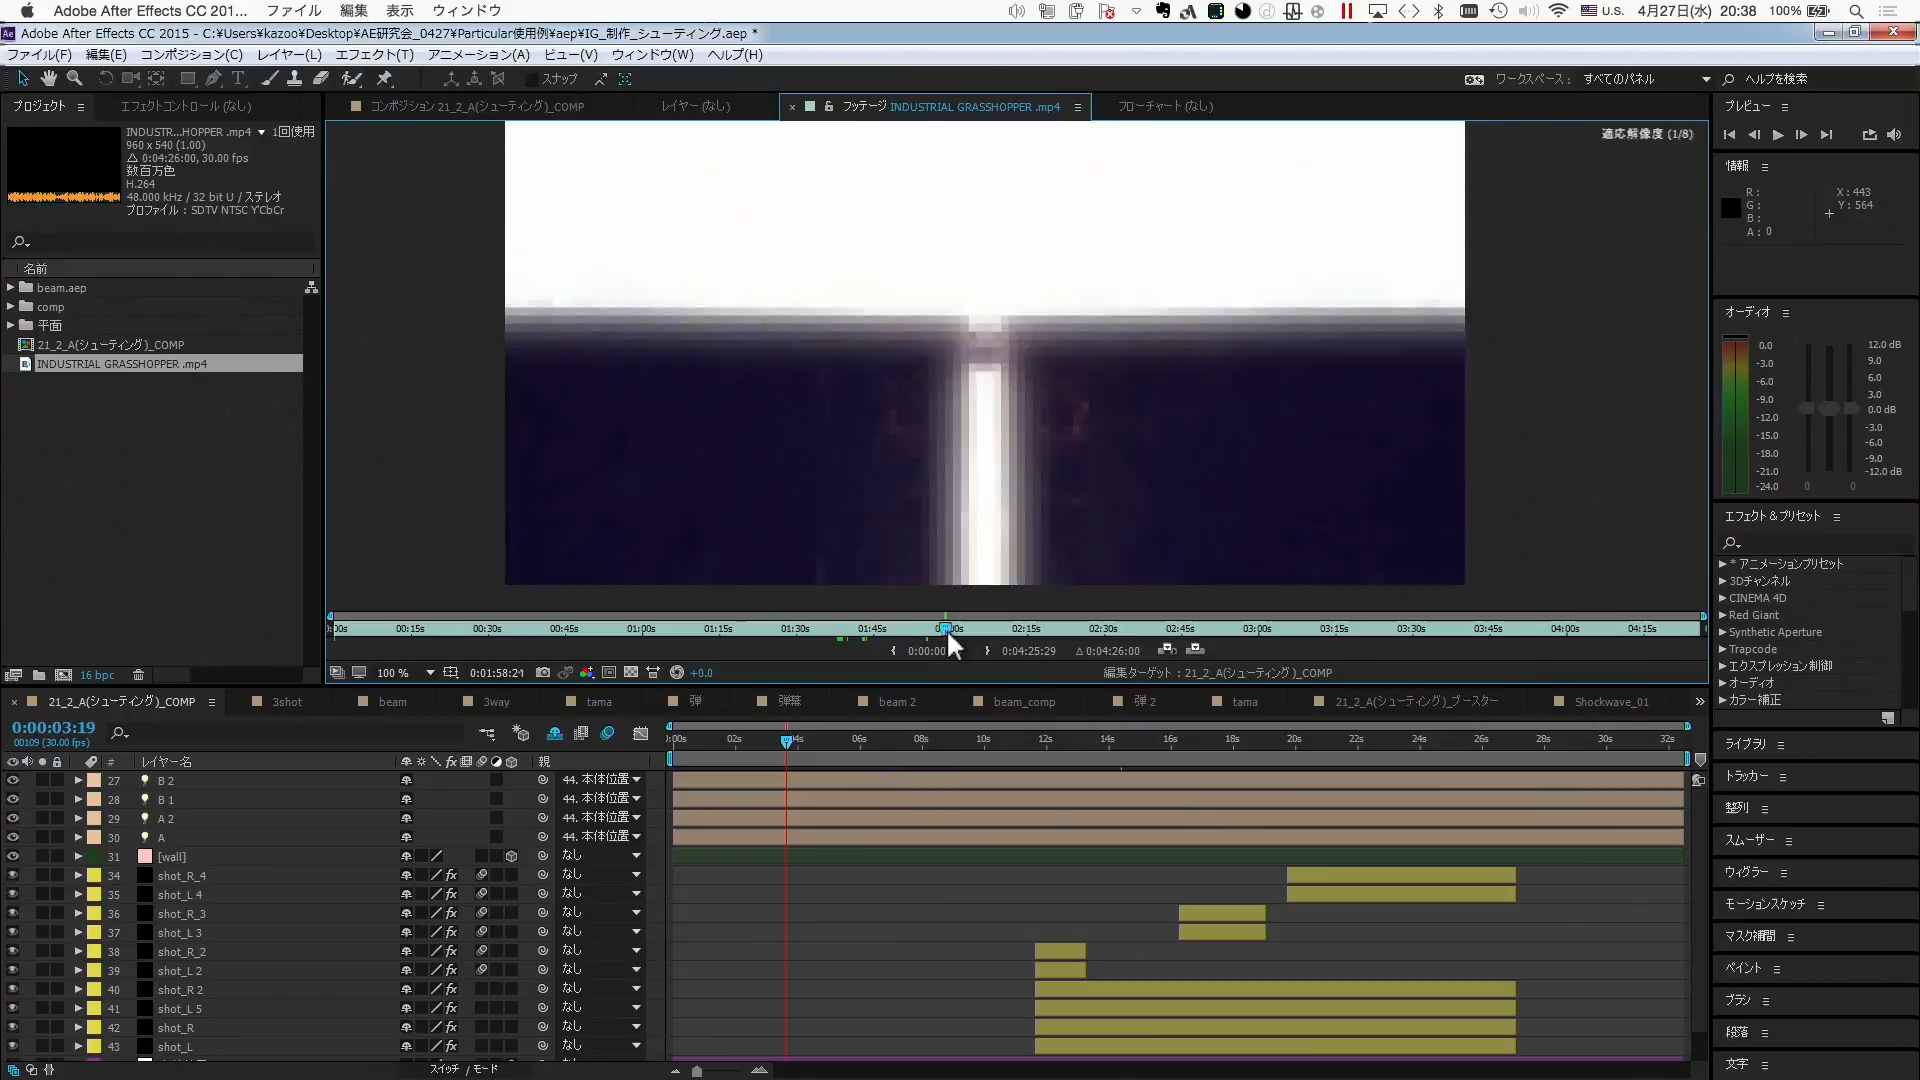 Adobe After Effects CC 201... ファイル 編集 表示 ウィンドウ
U.S. 4月27日(水) 20:38 100%
Adobe After Effects CC 2015 - C:¥Users¥kazoo¥Desktop¥AE研究会_0427¥Particular使用例¥aep¥IG_制作_シューティング.aep *
ファイル(F) 編集(E) コンポジション(C) レイヤー(L) エフェクト(T) アニメーション(A) ビュー(V) ウィンドウ(W) ヘルプ(H)
スナップ
ワークスペース : すべてのパネル
ヘルプを検索
プロジェクト
エフェクトコントロール (なし)
コンポジション 21_2_A(シューティング)_COMP
レイヤー (なし)
フッテージ INDUSTRIAL GRASSHOPPER .mp4
フローチャート (なし)
INDUSTR...HOPPER .mp4 ▼ 1回使用
960 x 540 (1.00)
△ 0:04:26:00, 30.00 fps
数百万色
H.264
48.000 kHz / 32 bit U / ステレオ
プロファイル : SDTV NTSC Y'CbCr
名前
beam.aep
comp
平面
21_2_A(シューティング)_COMP
INDUSTRIAL GRASSHOPPER .mp4
16 bpc
適応解像度 (1/8)
00s 00:15s 00:30s 00:45s 01:00s 01:15s 01:30s 01:45s 02:15s 02:30s 02:45s 03:00s 03:15s 03:30s 03:45s 04:00s 04:15s
0:04:25:29 △ 0:04:26:00
100 % 0:01:58:21 +0.0
編集ターゲット : 21_2_A(シューティング)_COMP
プレビュー
情報
R :
G :
B :
A : 0
X : 443
Y : 564
オーディオ
0.0
-3.0
-6.0
-9.0
-12.0
-15.0
-18.0
-21.0
-24.0
12.0 dB
9.0
6.0
3.0
0.0 dB
-3.0
-6.0
-9.0
-12.0 dB
0 0
エフェクト＆プリセット
* アニメーションプリセット
3Dチャンネル
CINEMA 4D
Red Giant
Synthetic Aperture
Trapcode
エクスプレッション制御
オーディオ
カラー補正
ライブラリ
トラッカー
整列
スムーザー
ウィグラー
モーションスケッチ
マスク補間
ペイント
ブラシ
段落
文字
21_2_A(シューティング)_COMP 3shot beam 3way tama 弾 弾幕 beam 2 beam_comp 弾 2 tama 21_2_A(シューティング)_ブースター Shockwave_01
0:00:03:19
00109 (30.00 fps)
:00s 02s 4s 06s 08s 10s 12s 14s 16s 18s 20s 22s 24s 26s 28s 30s 32s
# レイヤー名 fx 親
27 B 2 44. 本体位置
28 B 1 44. 本体位置
29 A 2 44. 本体位置
30 A 44. 本体位置
31 [wall] なし
34 shot_R_4 fx なし
35 shot_L 4 fx なし
36 shot_R_3 fx なし
37 shot_L 3 fx なし
38 shot_R_2 fx なし
39 shot_L 2 fx なし
40 shot_R 2 fx なし
41 shot_L 5 fx なし
42 shot_R fx なし
43 shot_L fx なし
スイッチ / モード